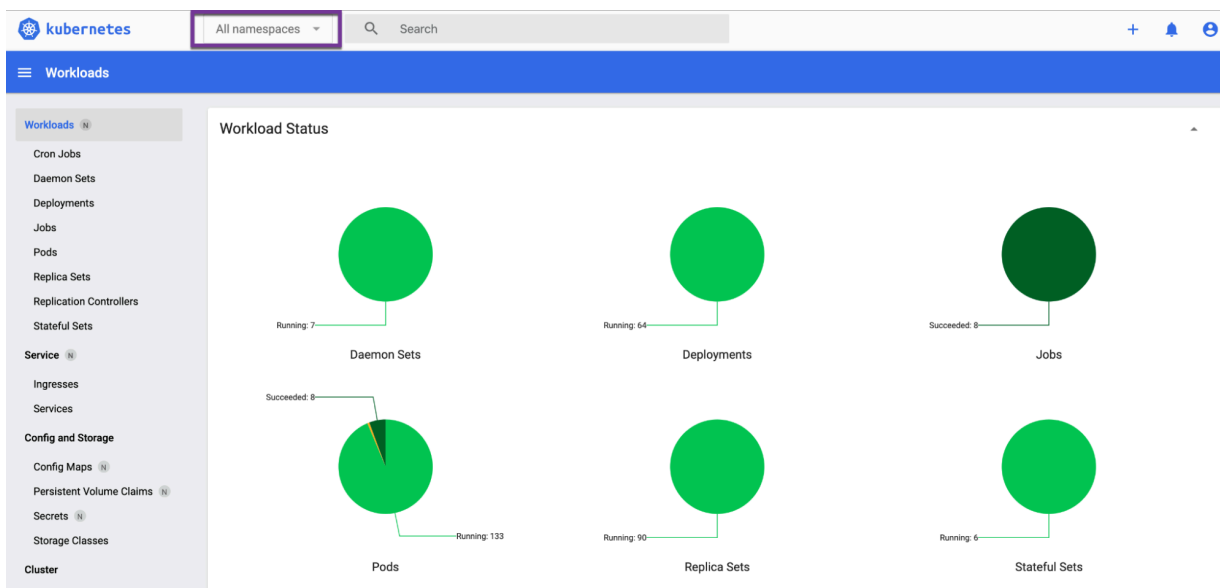 kubernetes
All namespaces
Search
Workloads
Workloads N
Cron Jobs
Daemon Sets
Deployments
Jobs
Pods
Replica Sets
Replication Controllers
Stateful Sets
Service N
Ingresses
Services
Config and Storage
Config Maps N
Persistent Volume Claims N
Secrets N
Storage Classes
Cluster
Workload Status
Running: 7
Daemon Sets
Running: 64
Deployments
Succeeded: 8
Jobs
Succeeded: 8
Running: 133
Pods
Running: 90
Replica Sets
Running: 6
Stateful Sets